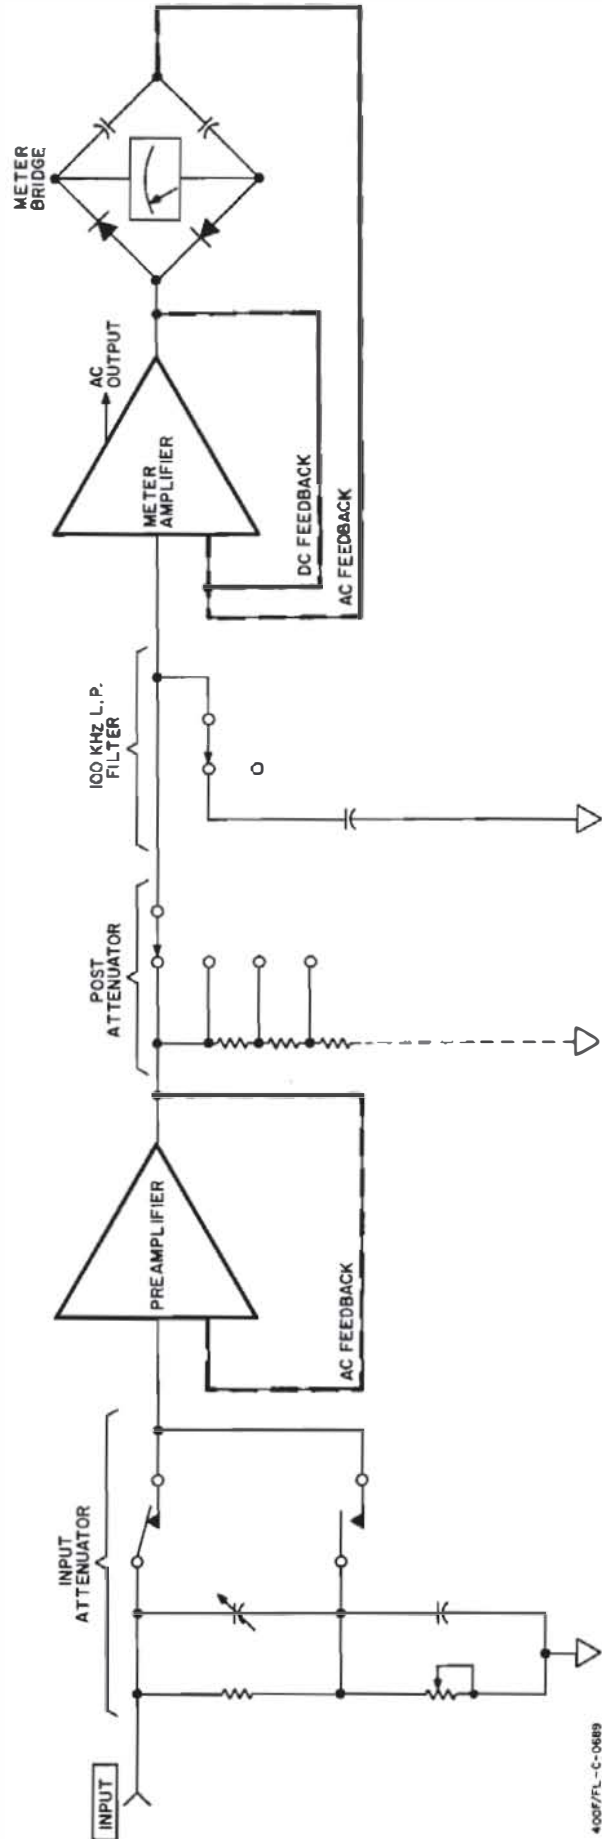 INPUT
INPUT
ATTENUATOR
PREAMPLIFIER
AC FEEDBACK
POST
ATTENUATOR
100 KHz L.P.
FILTER
METER
AMPLIFIER
AC
OUTPUT
DC FEEDBACK
AC FEEDBACK
METER
BRIDGE
400F/FL-C-0689